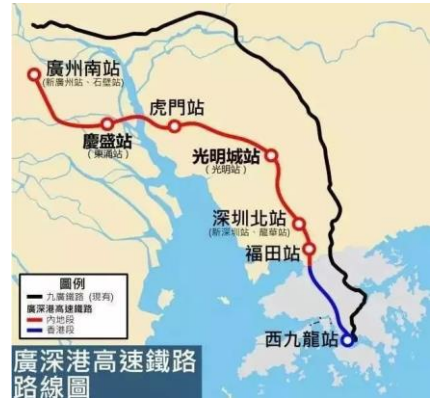 廣州南站
(新廣州站、石壁站)
慶盛站
(東涌站)
虎門站
光明城站
(光明站)
深圳北站
(新深圳站、龍華站)
福田站
西九龍站
圖例
九廣鐵路 (現有)
廣深港高速鐵路
內地段
香港段
廣深港高速鐵路
路線圖